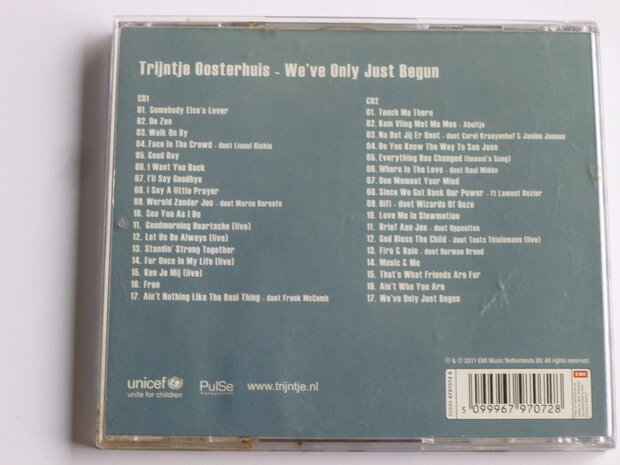 Trijntje Oosterhuis - We've Only Just Begun
CD1
01. Somebody Else's Lover
02. De Zee
03. Walk On By
04. Face In The Crowd - duet Lionel Richie
05. Good Day
06. I Want You Back
07. I'll Say Goodbye
08. I Say A Little Prayer
09. Wereld Zonder Jou - duet Marco Borsato
10. See You As I Do
11. Goodmorning Heartache (live)
12. Let Us Be Always (live)
13. Standin' Strong Together
14. For Once In My Life (live)
15. Ken Je Mij (live)
16. Free
17. Ain't Nothing Like The Real Thing - duet Frank McComb
CD2
01. Touch Me There
02. Kom Vlieg Met Me Mee - Abeltje
03. Nu Dat Jij Er Bent - duet Carel Kraayenhof & Janine Jansen
04. Do You Know The Way To San Jose
05. Everything Has Changed (Imaani's Song)
06. Where Is The Love - duet Raul Midón
07. One Moment Your Mind
08. Since We Got Back Our Power - ft Lamont Dozier
09. Hifi - duet Wizards Of Ooze
10. Love Me In Slowmotion
11. Brief Aan Jou - duet Opposites
12. God Bless The Child - duet Toots Thielemans (live)
13. Fire & Rain - duet Herman Brood
14. Music & Me
15. That's What Friends Are For
16. Ain't Who You Are
17. We've Only Just Begun
℗ & © 2011 EMI Music Netherlands BV. All rights reserved.
unicef
unite for children
PulSe
management
www.trijntje.nl
50999 6797072 8
5 099967 970728
EMI